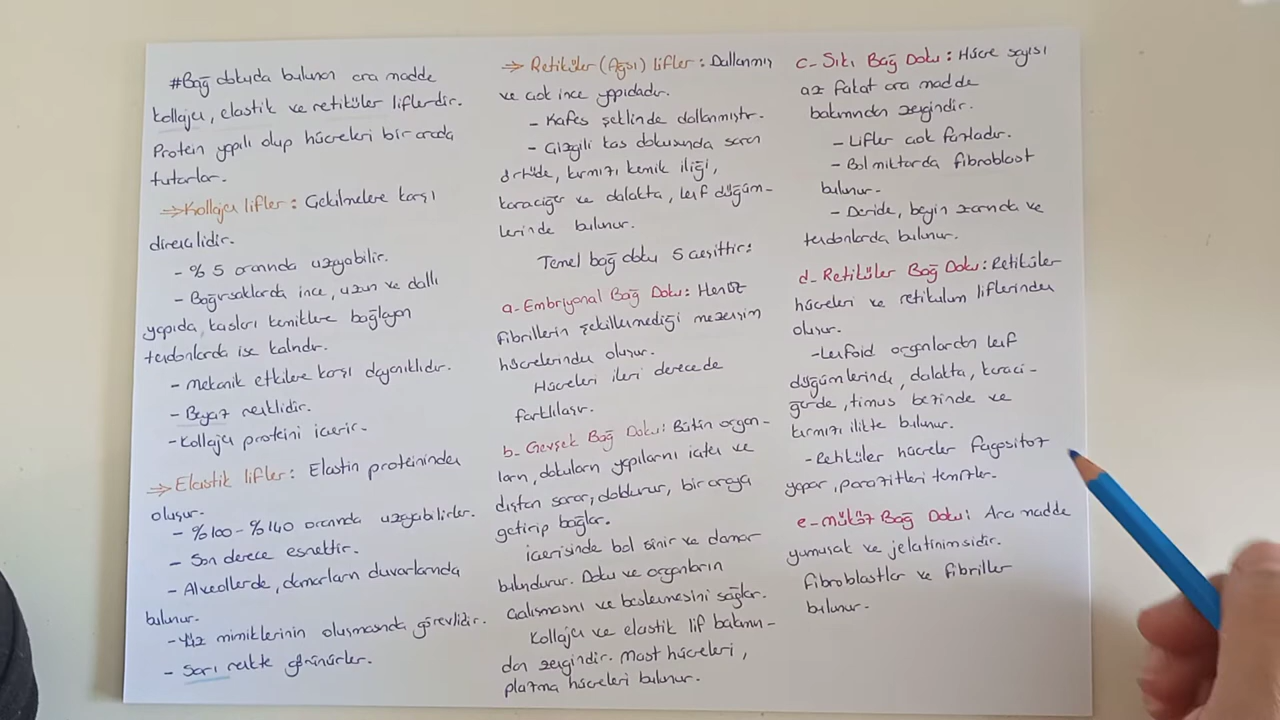 #Bağ dokuda bulunan ara madde
kollajen, elastik ve retiküler liflerdir.
Protein yapılı olup hücreleri bir arada
tutarlar.
⇒Kollajen lifler: Çekilmelere karşı
dirençlidir.
- %5 oranında uzayabilir.
- Bağırsaklarda ince, uzun ve dallı
yapıda, kasları kemiklere bağlayan
tendonlarda ise kalındır.
- Mekanik etkilere karşı dayanıklıdır.
- Beyaz renklidir.
- Kollajen proteini içerir.
⇒ Elastik lifler: Elastin proteininden
oluşur.
- %100-%140 oranında uzayabilirler.
- Son derece esnektir.
- Alveollerde, damarların duvarlarında
bulunur.
- Yüz mimiklerinin oluşmasında görevlidir.
- Sarı renkte görünürler.
⇒ Retiküler (Ağsı) lifler: Dallanmış
ve çok ince yapıdadır.
- Kafes şeklinde dallanmıştır.
- Çizgili kas dokusunda saran
örtüde, kırmızı kemik iliği,
karaciğer ve dalakta, lenf düğüm-
lerinde bulunur.
Temel bağ doku 5 çeşittir:
a- Embriyonal Bağ Doku: Henüz
fibrillerin şekillenmediği mezenşim
hücrelerinden oluşur.
Hücreleri ileri derecede
farklılaşır.
b- Gevşek Bağ Doku: Bütün organ-
ların, dokuların yapılarını içten ve
dıştan sarar, doldurur, bir araya
getirip bağlar.
İçerisinde bol sinir ve damar
bulundurur. Doku ve organların
çalışmasını ve beslenmesini sağlar.
Kollajen ve elastik lif bakımın-
dan zengindir. Mast hücreleri,
plazma hücreleri bulunur.
c- Sıkı Bağ Doku: Hücre sayısı
az fakat ara madde
bakımından zengindir.
- Lifler çok fazladır.
- Bol miktarda fibroblast
bulunur.
- Deride, beyin zarında ve
tendonlarda bulunur.
d- Retiküler Bağ Doku: Retiküler
hücreleri ve retikulum liflerinden
oluşur.
- Lenfoid organlardan lenf
düğümlerinde, dalakta, karaci-
ğerde, timus bezinde ve
kırmızı ilikte bulunur.
- Retiküler hücreler fagositoz
yapar, parazitleri temizler.
e- Müköz Bağ Doku: Ara madde
yumuşak ve jelatinimsidir.
Fibroblastlar ve fibriller
bulunur.